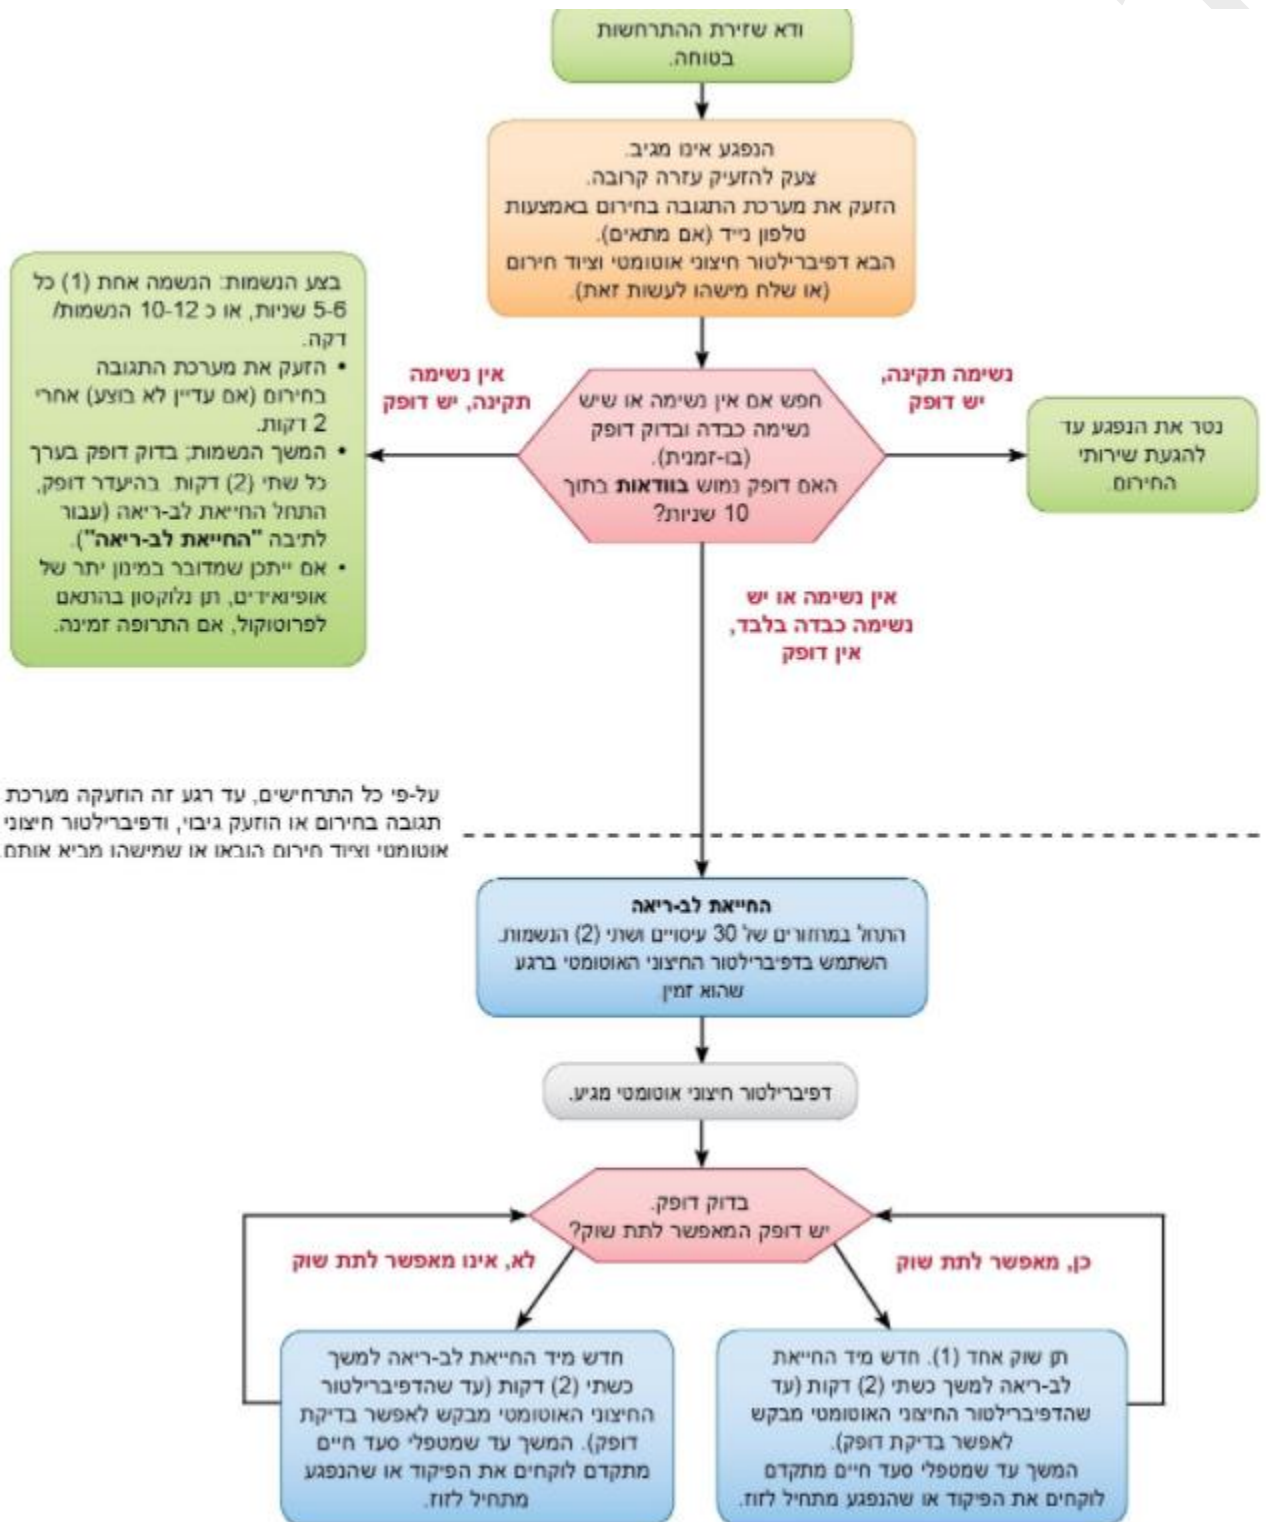 ודא שזירת ההתרחשות
בטוחה.
הנפגע אינו מגיב.
צעק להזעיק עזרה קרובה.
הזעק את מערכת התגובה בחירום באמצעות
טלפון נייד (אם מתאים).
הבא דפיברילטור חיצוני אוטומטי וציוד חירום
(או שלח מישהו לעשות זאת).
חפש אם אין נשימה או שיש
נשימה כבדה ובדוק דופק
(בו-זמנית).
האם דופק נמוש בוודאות בתוך
10 שניות?
נשימה תקינה,
יש דופק
נטר את הנפגע עד
להגעת שירותי
החירום.
אין נשימה
תקינה, יש דופק
בצע הנשמות: הנשמה אחת (1) כל
5-6 שניות, או כ 10-12 הנשמות/
דקה.
• הזעק את מערכת התגובה
בחירום (אם עדיין לא בוצע) אחרי
2 דקות.
• המשך הנשמות; בדוק דופק בערך
כל שתי (2) דקות. בהיעדר דופק,
התחל החייאת לב-ריאה (עבור
לתיבה "החייאת לב-ריאה").
• אם ייתכן שמדובר במינון יתר של
אופיואידים, תן נלוקסון בהתאם
לפרוטוקול, אם התרופה זמינה.
אין נשימה או יש
נשימה כבדה בלבד,
אין דופק
על-פי כל התרחישים, עד רגע זה הוזעקה מערכת
תגובה בחירום או הוזעק גיבוי, ודפיברילטור חיצוני
אוטומטי וציוד חירום הובאו או שמישהו מביא אותם.
החייאת לב-ריאה
התחל במחזורים של 30 עיסויים ושתי (2) הנשמות.
השתמש בדפיברילטור החיצוני האוטומטי ברגע
שהוא זמין.
דפיברילטור חיצוני אוטומטי מגיע.
בדוק דופק.
יש דופק המאפשר לתת שוק?
כן, מאפשר לתת שוק
לא, אינו מאפשר לתת שוק
תן שוק אחד (1). חדש מיד החייאת
לב-ריאה למשך כשתי (2) דקות (עד
שהדפיברילטור החיצוני האוטומטי מבקש
לאפשר בדיקת דופק).
המשך עד שמטפלי סעד חיים מתקדם
לוקחים את הפיקוד או שהנפגע מתחיל לזוז.
חדש מיד החייאת לב-ריאה למשך
כשתי (2) דקות (עד שהדפיברילטור
החיצוני האוטומטי מבקש לאפשר בדיקת
דופק). המשך עד שמטפלי סעד חיים
מתקדם לוקחים את הפיקוד או שהנפגע
מתחיל לזוז.